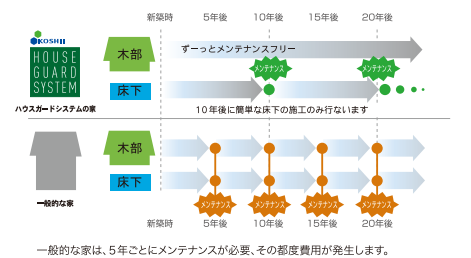 新築時 5年後 10年後 15年後 20年後
KOSHII
HOUSE
GUARD
SYSTEM
ハウスガードシステムの家
木部
ずーっとメンテナンスフリー
メンテナンス メンテナンス
床下
10年後に簡単な床下の施工のみ行ないます
木部
床下
一般的な家
メンテナンス メンテナンス メンテナンス メンテナンス
新築時 5年後 10年後 15年後 20年後
一般的な家は、5年ごとにメンテナンスが必要、その都度費用が発生します。